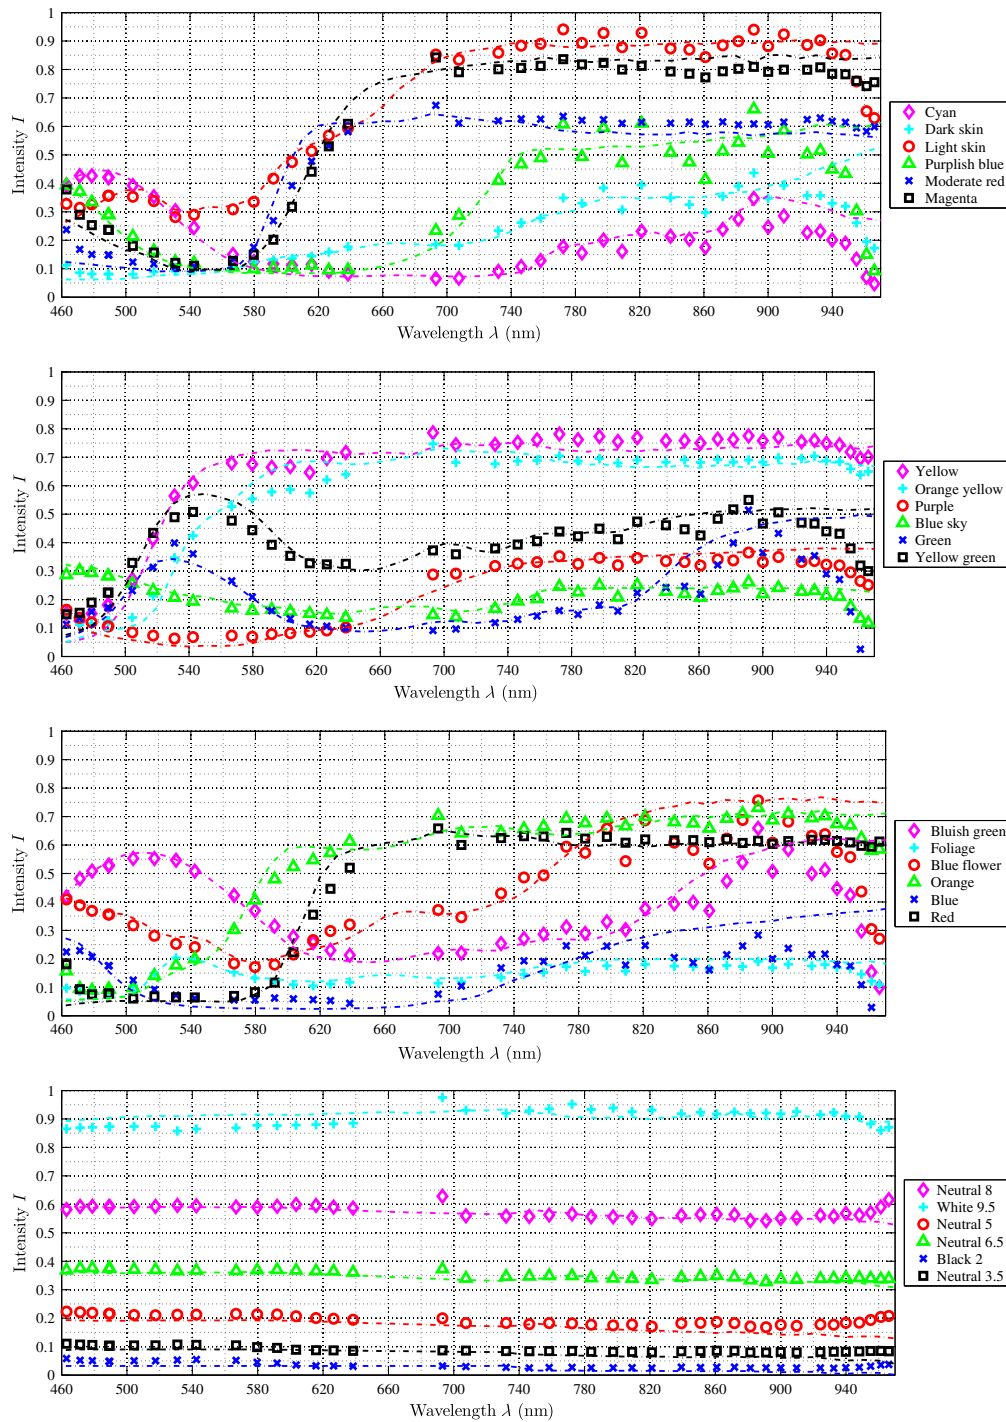 1
0.9
0.8
0.7
0.6
0.5
0.4
0.3
0.2
0.1
0
Intensity I
460 500 540 580 620 660 700 740 780 820 860 900 940
Wavelength λ (nm)
Cyan
Dark skin
Light skin
Purplish blue
Moderate red
Magenta
1
0.9
0.8
0.7
0.6
0.5
0.4
0.3
0.2
0.1
0
Intensity I
460 500 540 580 620 660 700 740 780 820 860 900 940
Wavelength λ (nm)
Yellow
Orange yellow
Purple
Blue sky
Green
Yellow green
1
0.9
0.8
0.7
0.6
0.5
0.4
0.3
0.2
0.1
0
Intensity I
460 500 540 580 620 660 700 740 780 820 860 900 940
Wavelength λ (nm)
Bluish green
Foliage
Blue flower
Orange
Blue
Red
1
0.9
0.8
0.7
0.6
0.5
0.4
0.3
0.2
0.1
0
Intensity I
460 500 540 580 620 660 700 740 780 820 860 900 940
Wavelength λ (nm)
Neutral 8
White 9.5
Neutral 5
Neutral 6.5
Black 2
Neutral 3.5